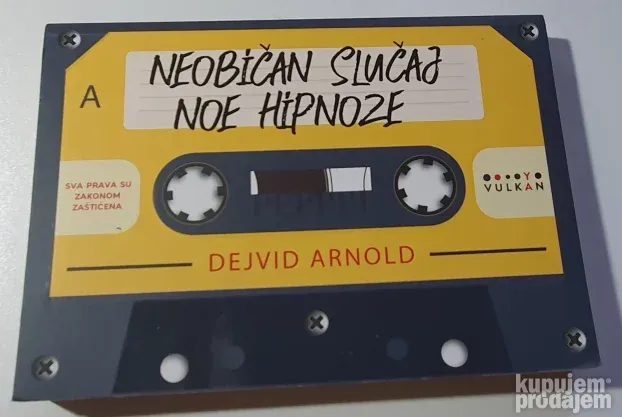 NEOBIČAN SLUČAJ
NOE HIPNOZE
A
SVA PRAVA SU
ZAKONOM
ZAŠTIĆENA
VULKAN
DEJVID ARNOLD
kupujem
prodajem